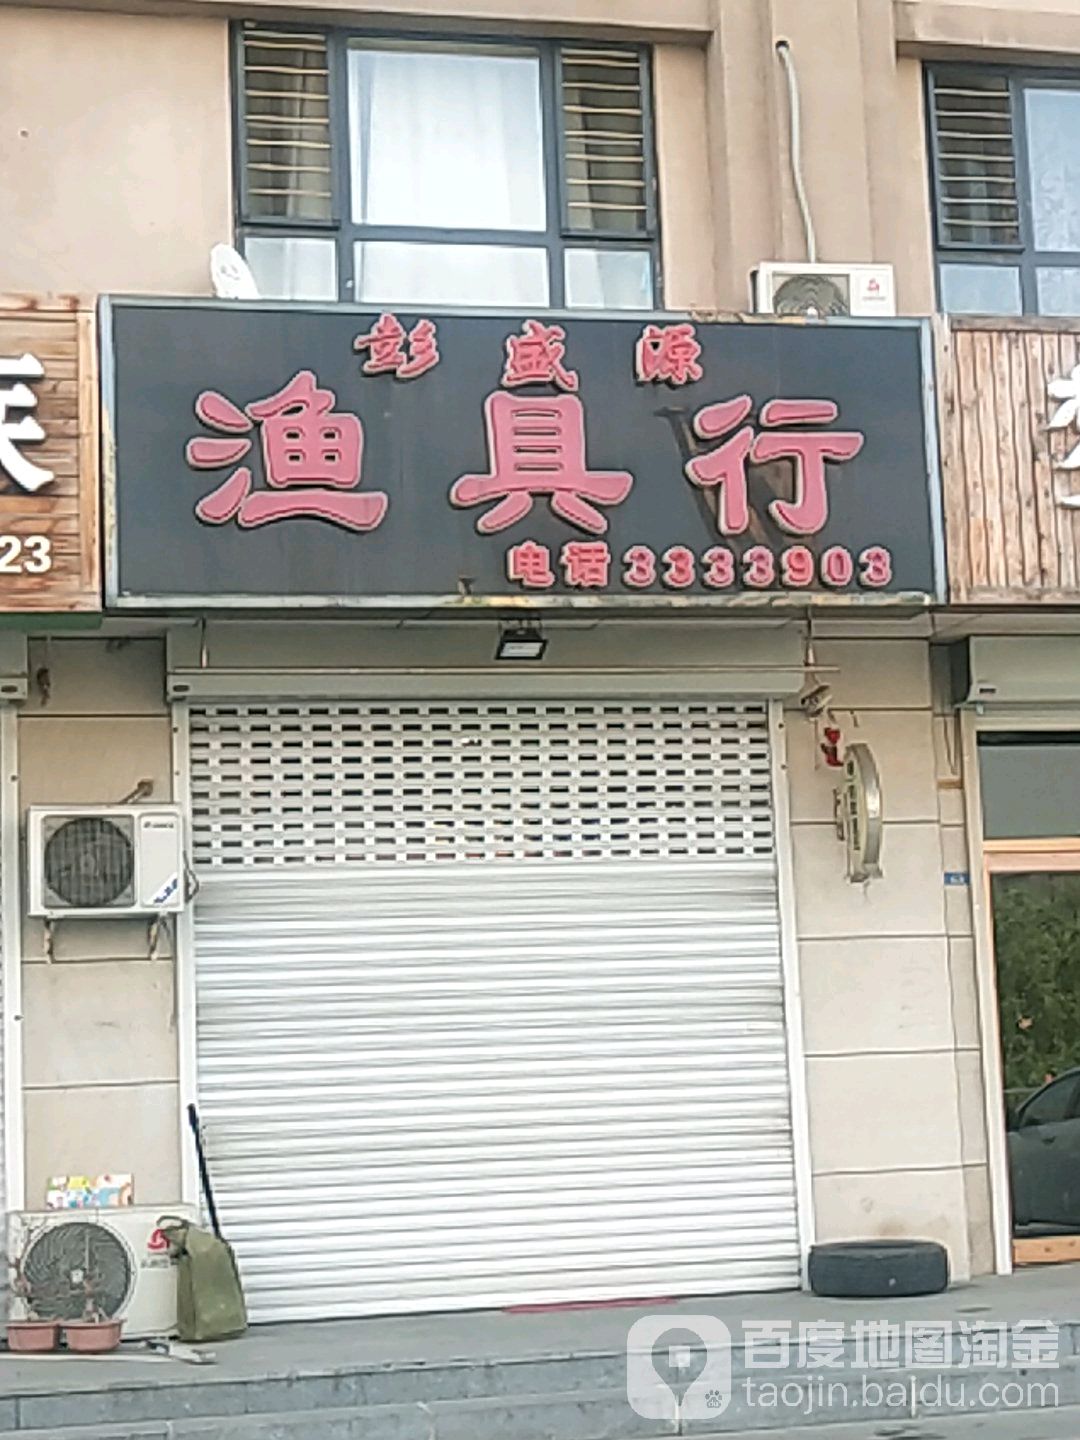 彭盛源
渔具行
电话3333903
23
百度地图淘金
taojin.baidu.com